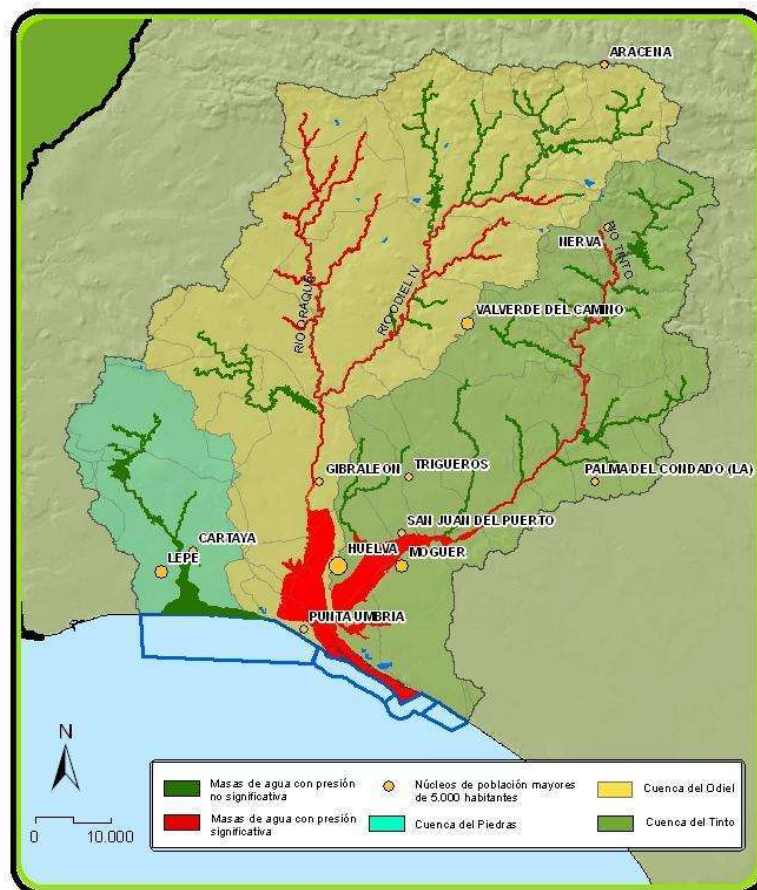 ARACENA
NERVA
RIO TINTO
RIO ORAQUE
RIO ODIEL IV
VALVERDE DEL CAMINO
GIBRALEON
TRIGUEROS
PALMA DEL CONDADO (LA)
SAN JUAN DEL PUERTO
CARTAYA
HUELVA
MOGUER
LEPE
PUNTA UMBRIA
N
0 10.000
Masas de agua con presión
no significativa
Masas de agua con presión
significativa
Núcleos de población mayores
de 5.000 habitantes
Cuenca del Piedras
Cuenca del Odiel
Cuenca del Tinto